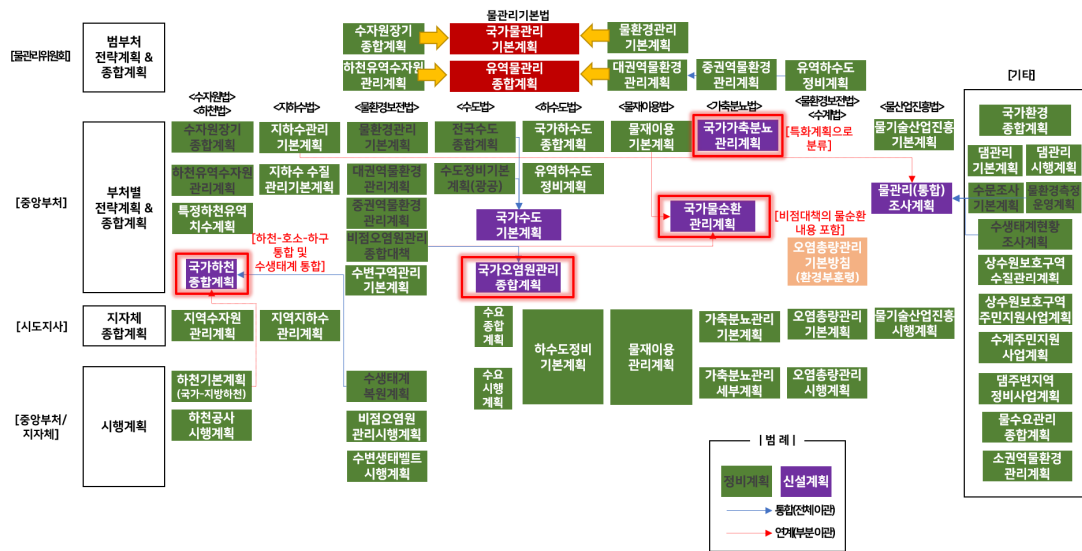 물관리기본법
[물관리위원회]
범부처
전략계획 &
종합계획
수자원장기
종합계획
국가물관리
기본계획
물환경관리
기본계획
하천유역수자원
관리계획
유역물관리
종합계획
대권역물환경
관리계획
중권역물환경
관리계획
유역하수도
정비계획
[기타]
<수자원법>
<하천법>
<지하수법>
<물환경보전법>
<수도법>
<하수도법>
<물재이용법>
<가축분뇨법>
<물환경보전법>
<수계법>
<물산업진흥법>
[중앙부처]
부처별
전략계획 &
종합계획
수자원장기
종합계획
지하수관리
기본계획
물환경관리
기본계획
전국수도
종합계획
국가하수도
종합계획
물재이용
기본계획
국가가축분뇨
관리계획
[특화계획으로
분류]
물기술산업진흥
기본계획
하천유역수자원
관리계획
지하수 수질
관리기본계획
대권역물환경
관리계획
수도정비기본
계획(광공)
유역하수도
정비계획
물관리(통합)
조사계획
특정하천유역
치수계획
중권역물환경
관리계획
국가수도
기본계획
국가물순환
관리계획
[비점대책의 물순환
내용 포함]
[하천-호소-하구
통합 및
수생태계 통합]
비점오염원관리
종합대책
국가하천
종합계획
수변구역관리
기본계획
국가오염원관리
종합계획
오염총량관리
기본방침
(환경부훈령)
[시도지사]
지자체
종합계획
지역수자원
관리계획
지역지하수
관리계획
수요
종합
계획
하수도정비
기본계획
물재이용
관리계획
가축분뇨관리
기본계획
오염총량관리
기본계획
물기술산업진흥
시행계획
[중앙부처/
지자체]
시행계획
하천기본계획
(국가-지방하천)
수생태계
복원계획
수요
시행
계획
가축분뇨관리
세부계획
오염총량관리
시행계획
하천공사
시행계획
비점오염원
관리시행계획
수변생태벨트
시행계획
국가환경
종합계획
댐관리
기본계획
댐관리
시행계획
수문조사
기본계획
물환경측정
운영계획
수생태계현황
조사계획
상수원보호구역
수질관리계획
상수원보호구역
주민지원사업계획
수계주민지원
사업계획
댐주변지역
정비사업계획
물수요관리
종합계획
소권역물환경
관리계획
| 범 례 |
정비계획
신설계획
통합(전체 이관)
연계(부분 이관)